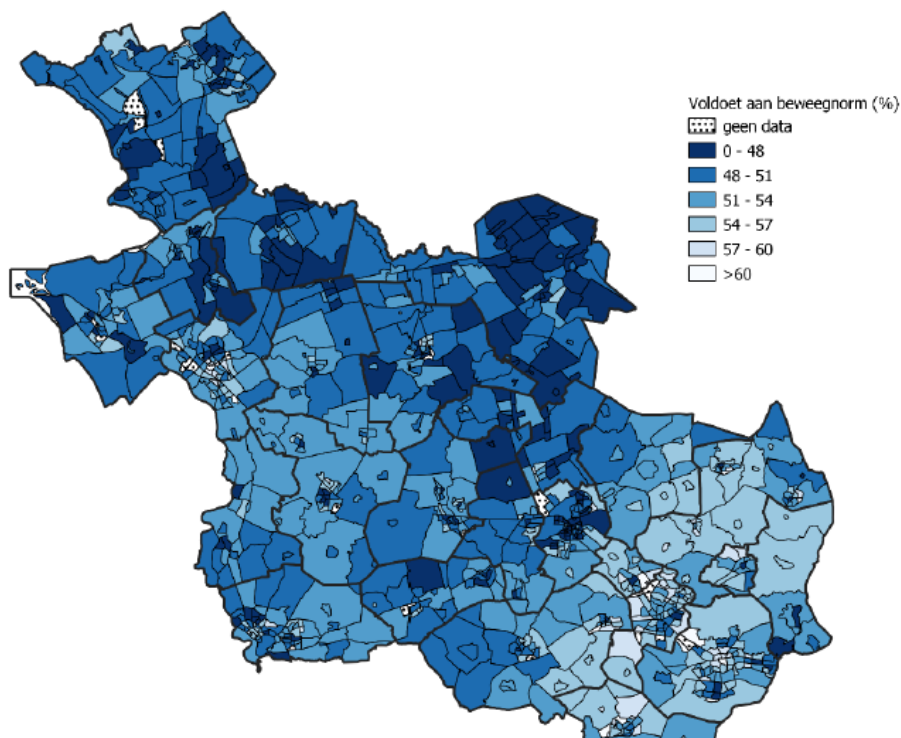 Voldoet aan beweegnorm (%)
geen data
0 - 48
48 - 51
51 - 54
54 - 57
57 - 60
>60